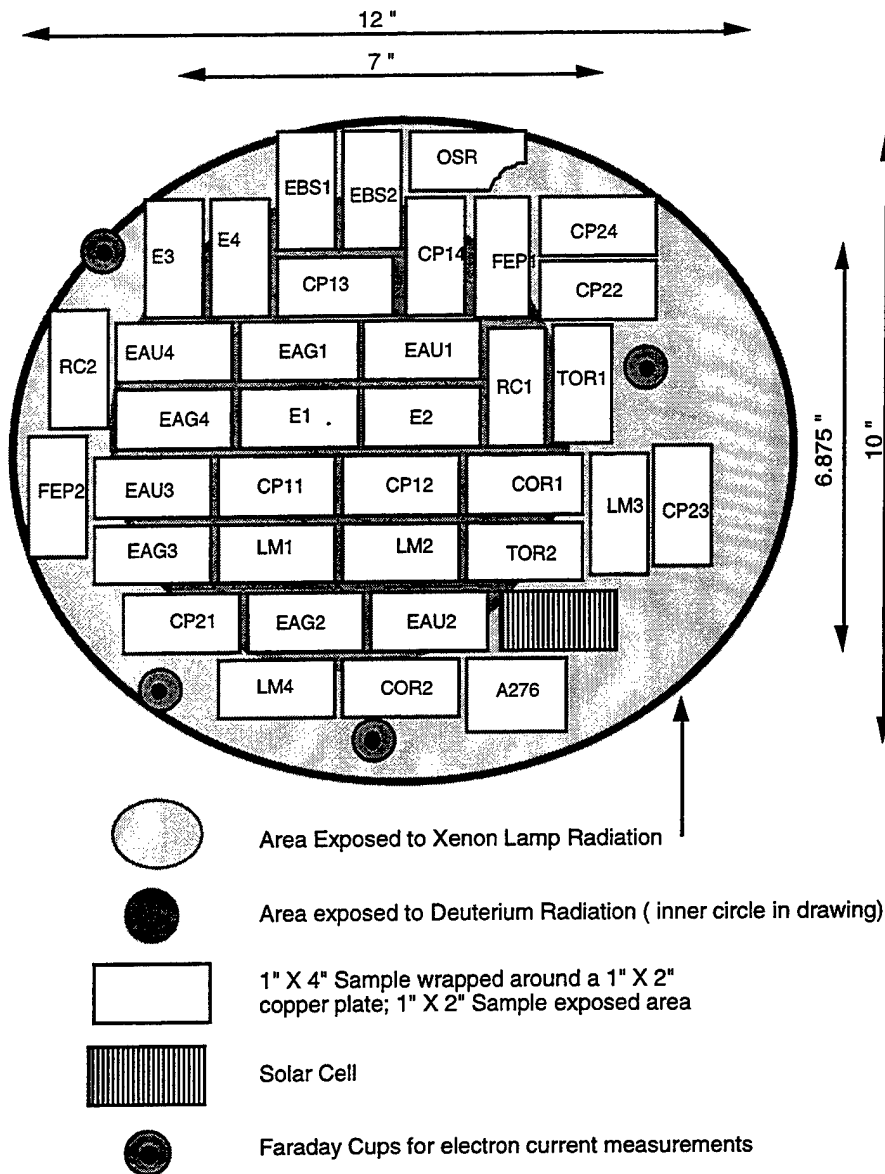 12 "
7 "
OSR
EBS1
EBS2
CP24
E3
E4
CP14
FEP1
CP13
CP22
EAU4
EAG1
EAU1
RC2
RC1
TOR1
EAG4
E1
E2
6.875 "
10 "
FEP2
EAU3
CP11
CP12
COR1
LM3
CP23
EAG3
LM1
LM2
TOR2
CP21
EAG2
EAU2
LM4
COR2
A276
Area Exposed to Xenon Lamp Radiation
Area exposed to Deuterium Radiation ( inner circle in drawing)
1" X 4" Sample wrapped around a 1" X 2"
copper plate; 1" X 2" Sample exposed area
Solar Cell
Faraday Cups for electron current measurements